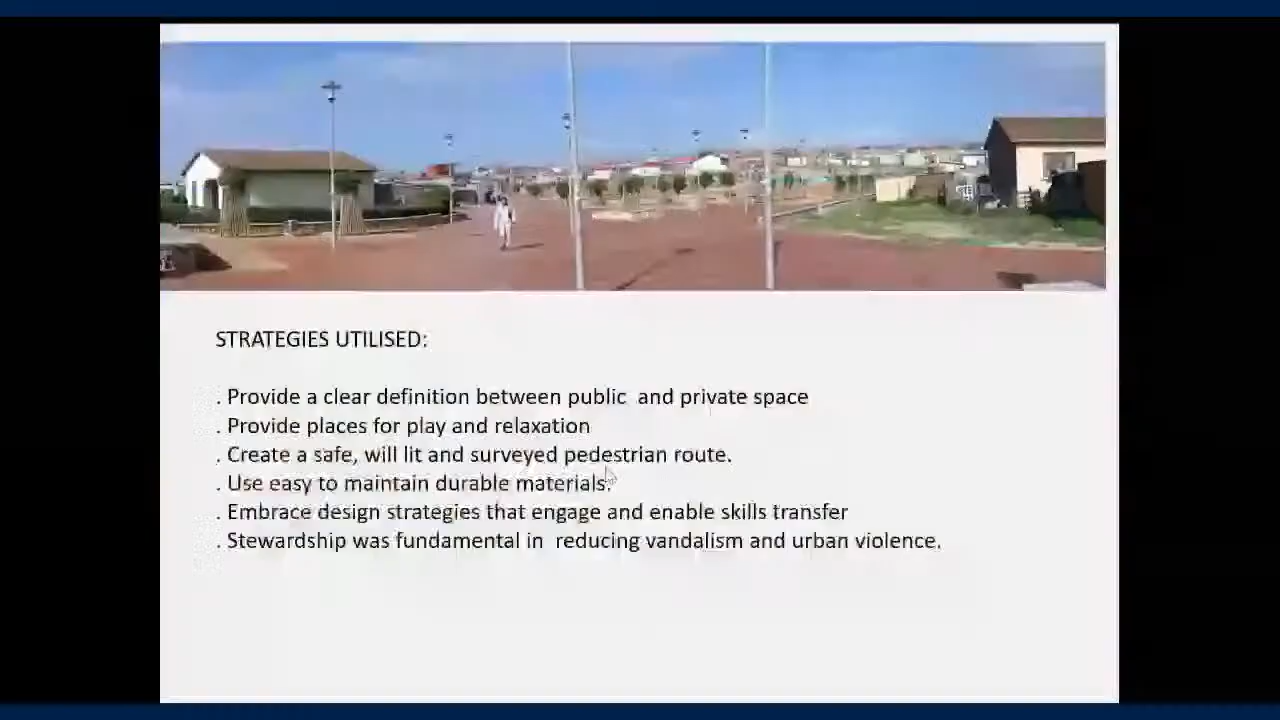 STRATEGIES UTILISED:
. Provide a clear definition between public  and private space
. Provide places for play and relaxation
. Create a safe, will lit and surveyed pedestrian route.
. Use easy to maintain durable materials.
. Embrace design strategies that engage and enable skills transfer
. Stewardship was fundamental in  reducing vandalism and urban violence.